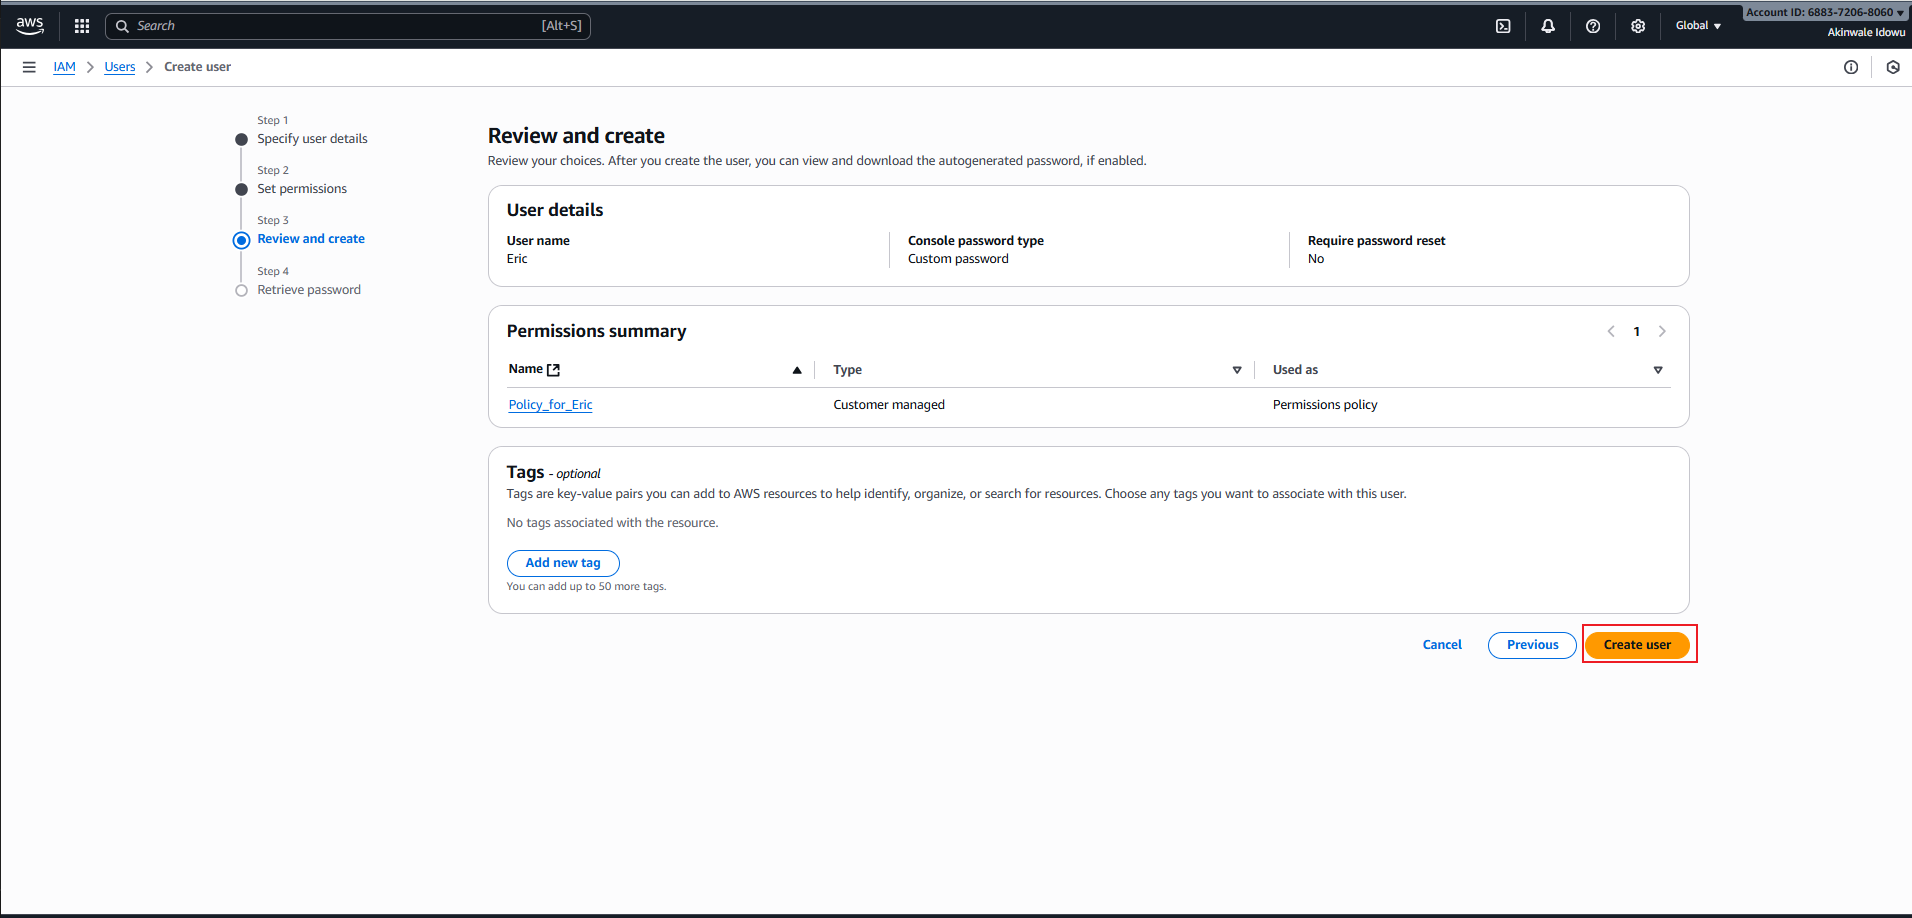 aws
Search [Alt+S]
Global
Account ID: 6883-7206-8060
Akinwale Idowu
IAM Users Create user
Step 1
Specify user details
Step 2
Set permissions
Step 3
Review and create
Step 4
Retrieve password
Review and create
Review your choices. After you create the user, you can view and download the autogenerated password, if enabled.
User details
User name Console password type Require password reset
Eric Custom password No
Permissions summary 1
Name Type Used as
Policy_for_Eric Customer managed Permissions policy
Tags - optional
Tags are key-value pairs you can add to AWS resources to help identify, organize, or search for resources. Choose any tags you want to associate with this user.
No tags associated with the resource.
Add new tag
You can add up to 50 more tags.
Cancel Previous Create user